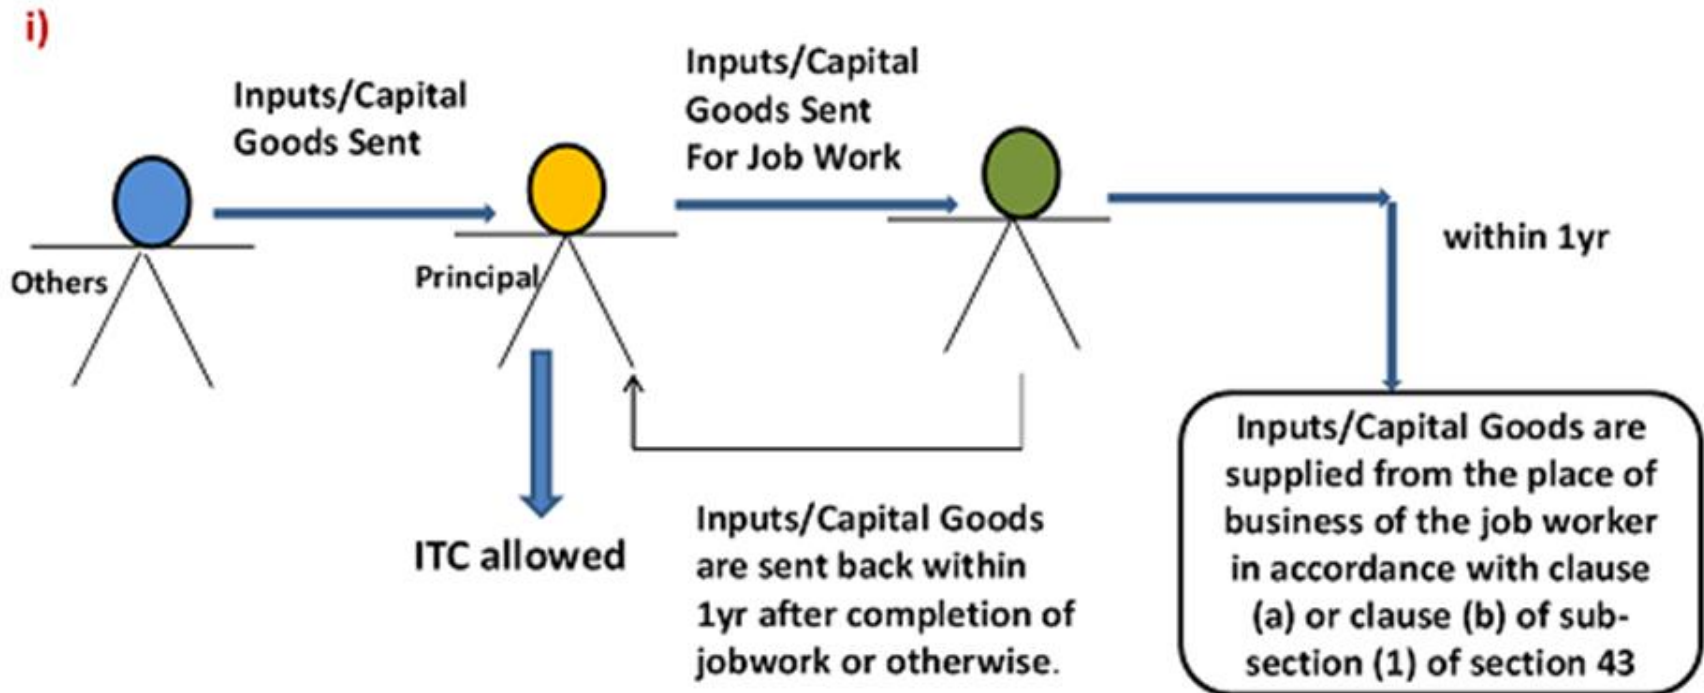 i)
Inputs/Capital
Goods Sent
Inputs/Capital
Goods Sent
For Job Work
Others
Principal
within 1yr
ITC allowed
Inputs/Capital Goods
are sent back within
1yr after completion of
jobwork or otherwise.
Inputs/Capital Goods are
supplied from the place of
business of the job worker
in accordance with clause
(a) or clause (b) of sub-
section (1) of section 43